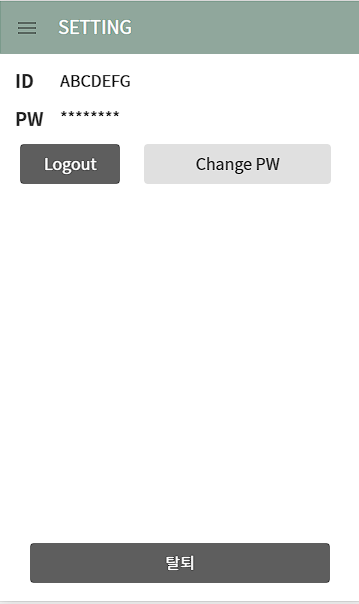 SETTING
ID ABCDEFG
PW ********
Logout Change PW
탈퇴